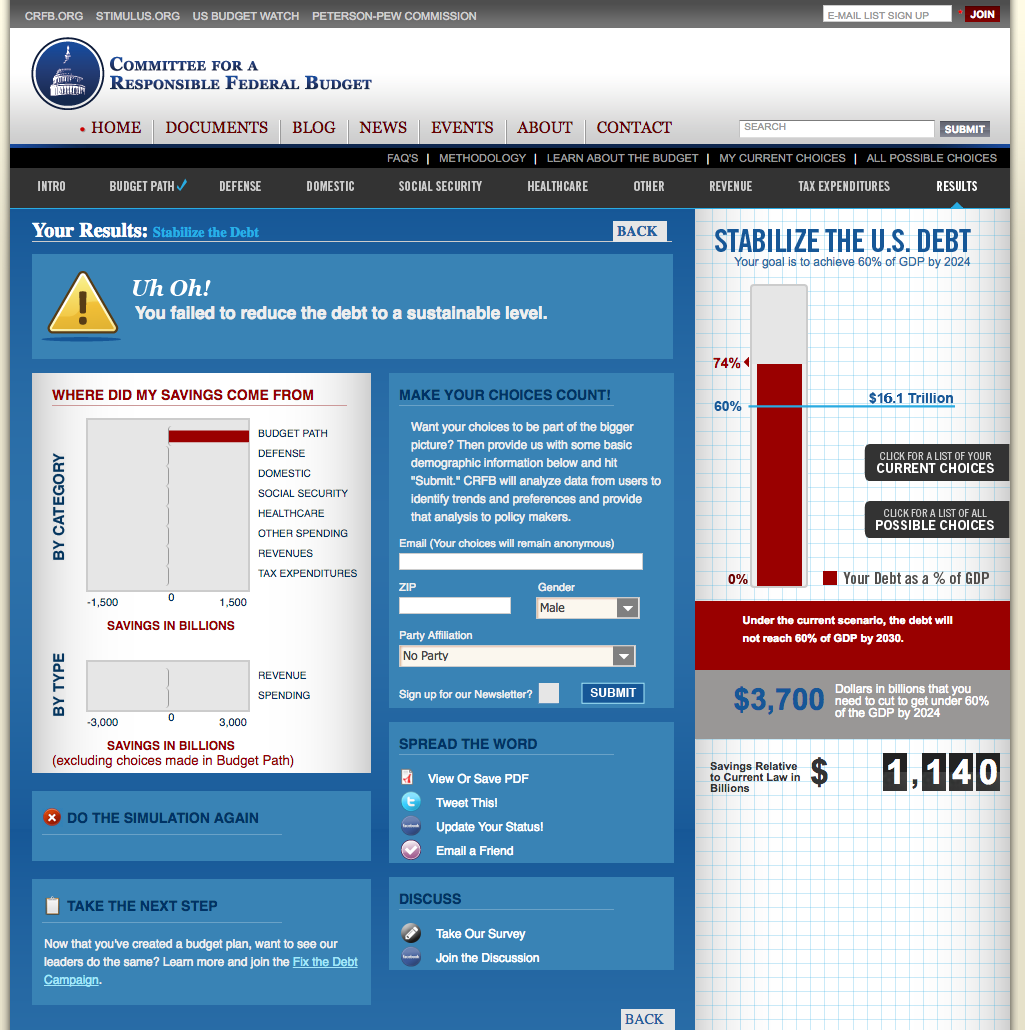 CRFB.ORG STIMULUS.ORG US BUDGET WATCH PETERSON-PEW COMMISSION
E-MAIL LIST SIGN UP * JOIN
COMMITTEE FOR A
RESPONSIBLE FEDERAL BUDGET
HOME DOCUMENTS BLOG NEWS EVENTS ABOUT CONTACT
SEARCH SUBMIT
FAQ'S | METHODOLOGY | LEARN ABOUT THE BUDGET | MY CURRENT CHOICES | ALL POSSIBLE CHOICES
INTRO BUDGET PATH DEFENSE DOMESTIC SOCIAL SECURITY HEALTHCARE OTHER REVENUE TAX EXPENDITURES RESULTS
Your Results: Stabilize the Debt
BACK
Uh Oh!
You failed to reduce the debt to a sustainable level.
WHERE DID MY SAVINGS COME FROM
BY CATEGORY
BUDGET PATH
DEFENSE
DOMESTIC
SOCIAL SECURITY
HEALTHCARE
OTHER SPENDING
REVENUES
TAX EXPENDITURES
-1,500 0 1,500
SAVINGS IN BILLIONS
BY TYPE
REVENUE
SPENDING
-3,000 0 3,000
SAVINGS IN BILLIONS
(excluding choices made in Budget Path)
DO THE SIMULATION AGAIN
TAKE THE NEXT STEP
Now that you've created a budget plan, want to see our
leaders do the same? Learn more and join the Fix the Debt
Campaign.
MAKE YOUR CHOICES COUNT!
Want your choices to be part of the bigger
picture? Then provide us with some basic
demographic information below and hit
"Submit." CRFB will analyze data from users to
identify trends and preferences and provide
that analysis to policy makers.
Email (Your choices will remain anonymous)
ZIP Gender
Male
Party Affiliation
No Party
Sign up for our Newsletter? SUBMIT
SPREAD THE WORD
View Or Save PDF
Tweet This!
facebook Update Your Status!
Email a Friend
DISCUSS
Take Our Survey
facebook Join the Discussion
BACK
STABILIZE THE U.S. DEBT
Your goal is to achieve 60% of GDP by 2024
74%
$16.1 Trillion
60%
CLICK FOR A LIST OF YOUR
CURRENT CHOICES
CLICK FOR A LIST OF ALL
POSSIBLE CHOICES
0%
Your Debt as a % of GDP
Under the current scenario, the debt will
not reach 60% of GDP by 2030.
$3,700
Dollars in billions that you
need to cut to get under 60%
of the GDP by 2024
Savings Relative
to Current Law in
Billions
$ 1,140